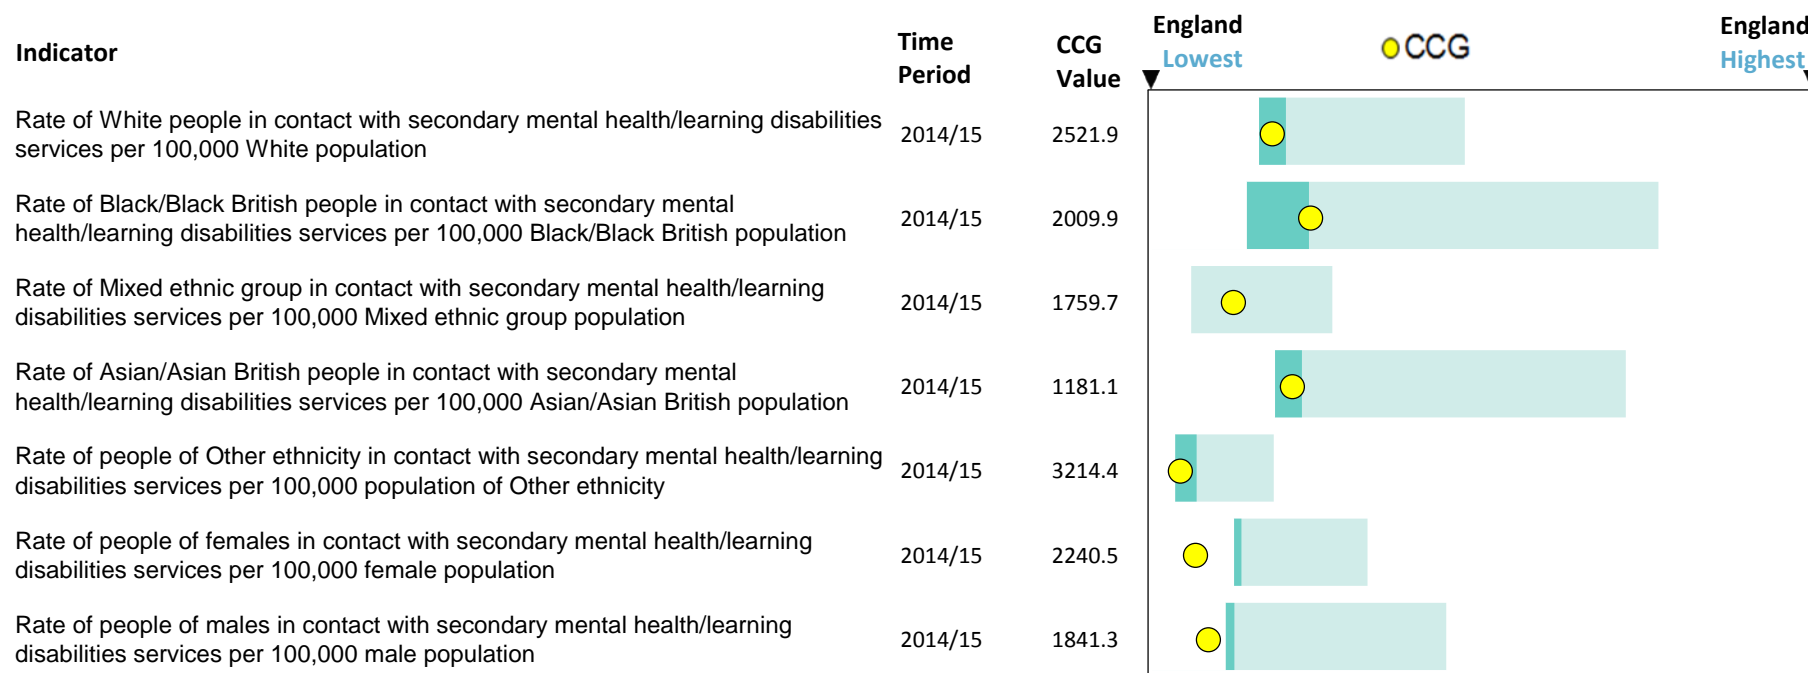 Indicator
Time
Period
CCG
Value
England
Lowest
CCG
England
Highest
Rate of White people in contact with secondary mental health/learning disabilities
services per 100,000 White population
2014/15
2521.9
Rate of Black/Black British people in contact with secondary mental
health/learning disabilities services per 100,000 Black/Black British population
2014/15
2009.9
Rate of Mixed ethnic group in contact with secondary mental health/learning
disabilities services per 100,000 Mixed ethnic group population
2014/15
1759.7
Rate of Asian/Asian British people in contact with secondary mental
health/learning disabilities services per 100,000 Asian/Asian British population
2014/15
1181.1
Rate of people of Other ethnicity in contact with secondary mental health/learning
disabilities services per 100,000 population of Other ethnicity
2014/15
3214.4
Rate of people of females in contact with secondary mental health/learning
disabilities services per 100,000 female population
2014/15
2240.5
Rate of people of males in contact with secondary mental health/learning
disabilities services per 100,000 male population
2014/15
1841.3